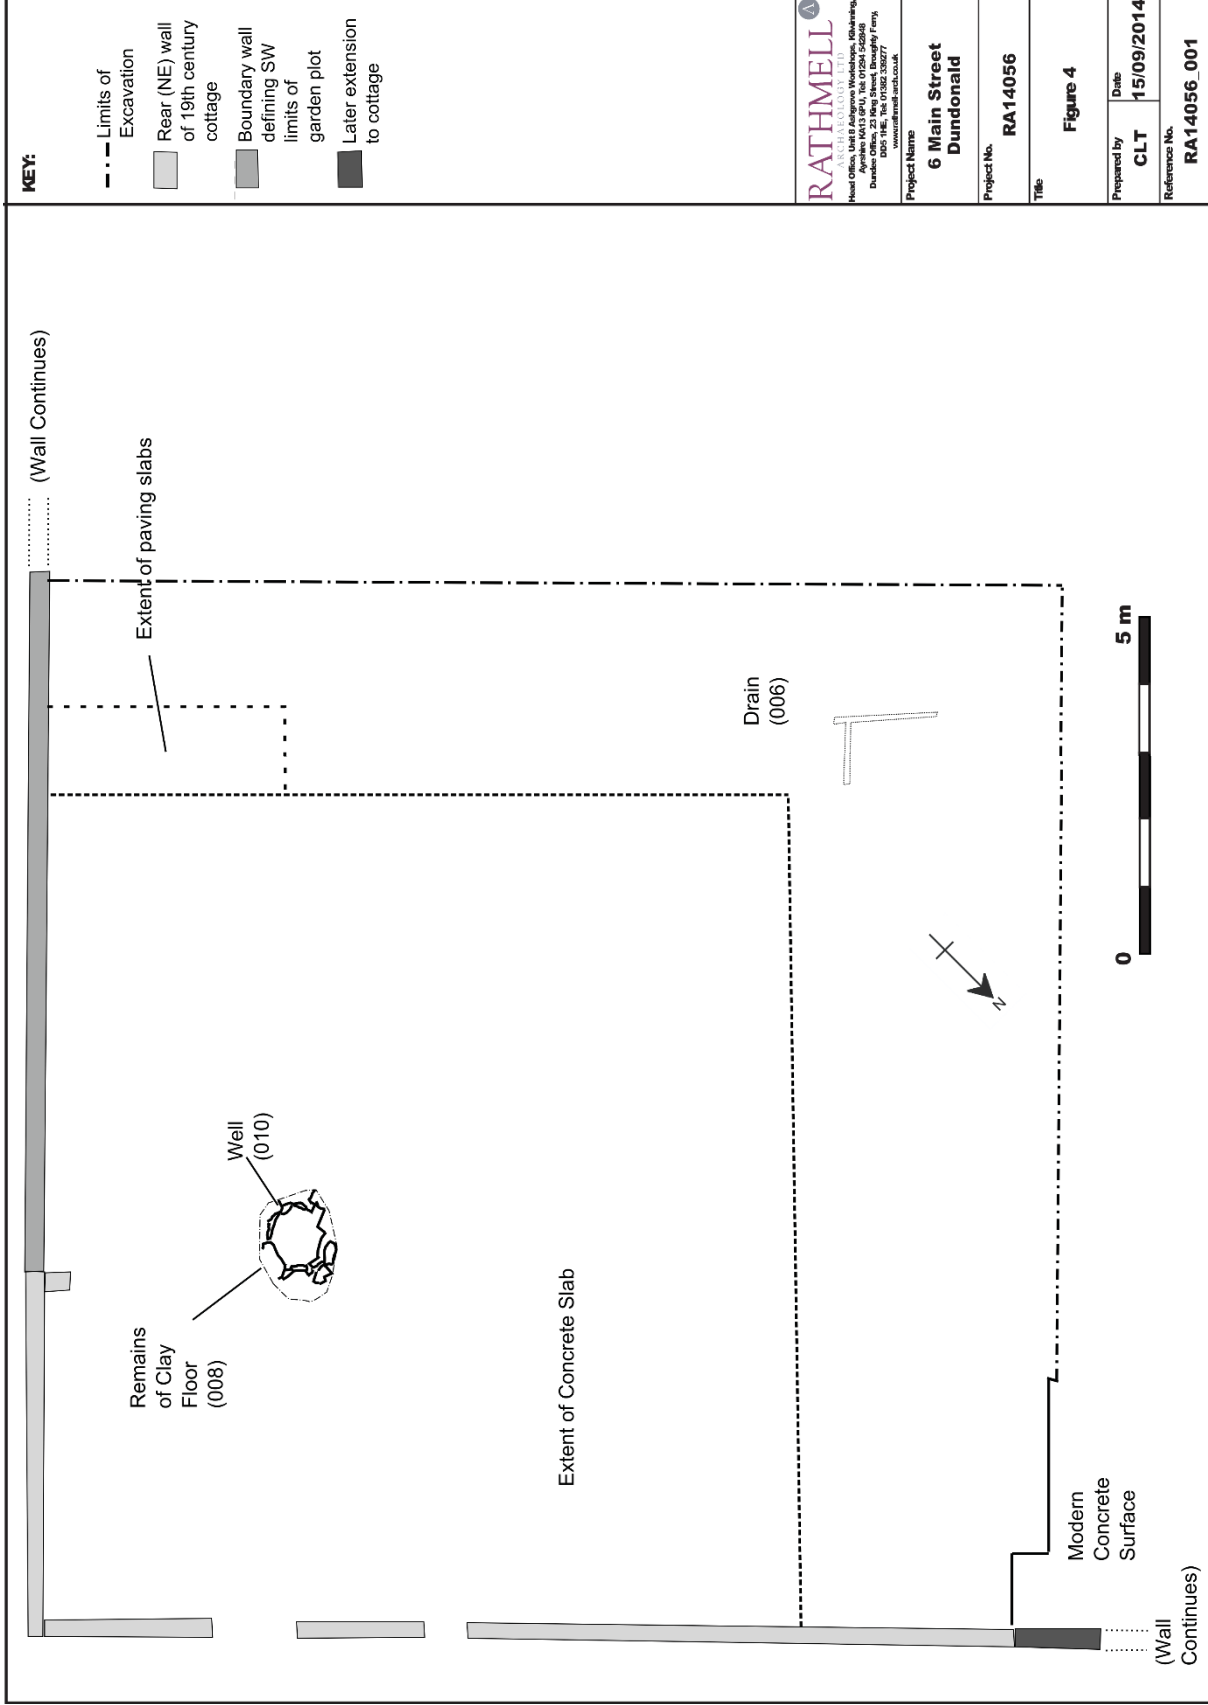 (Wall Continues)
Extent of paving slabs
Drain
(006)
Well
(010)
Remains
of Clay
Floor
(008)
Extent of Concrete Slab
N
0
5 m
Modern
Concrete
Surface
(Wall
Continues)
KEY:
Limits of
Excavation
Rear (NE) wall
of 19th century
cottage
Boundary wall
defining SW
limits of
garden plot
Later extension
to cottage
RATHMELL A
ARCHAEOLOGY LTD
Head Office, Unit 8 Ashgrove Workshops, Kilwinning,
Ayrshire KA13 6PU, Tel: 01294 542848
Dundee Office, 23 King Street, Broughty Ferry,
DD5 1HE, Tel: 01382 339277
www.rathmell-arch.co.uk
Project Name
6 Main Street
Dundonald
Project No.
RA14056
Title
Figure 4
Prepared by
CLT
Date
15/09/2014
Reference No.
RA14056_001